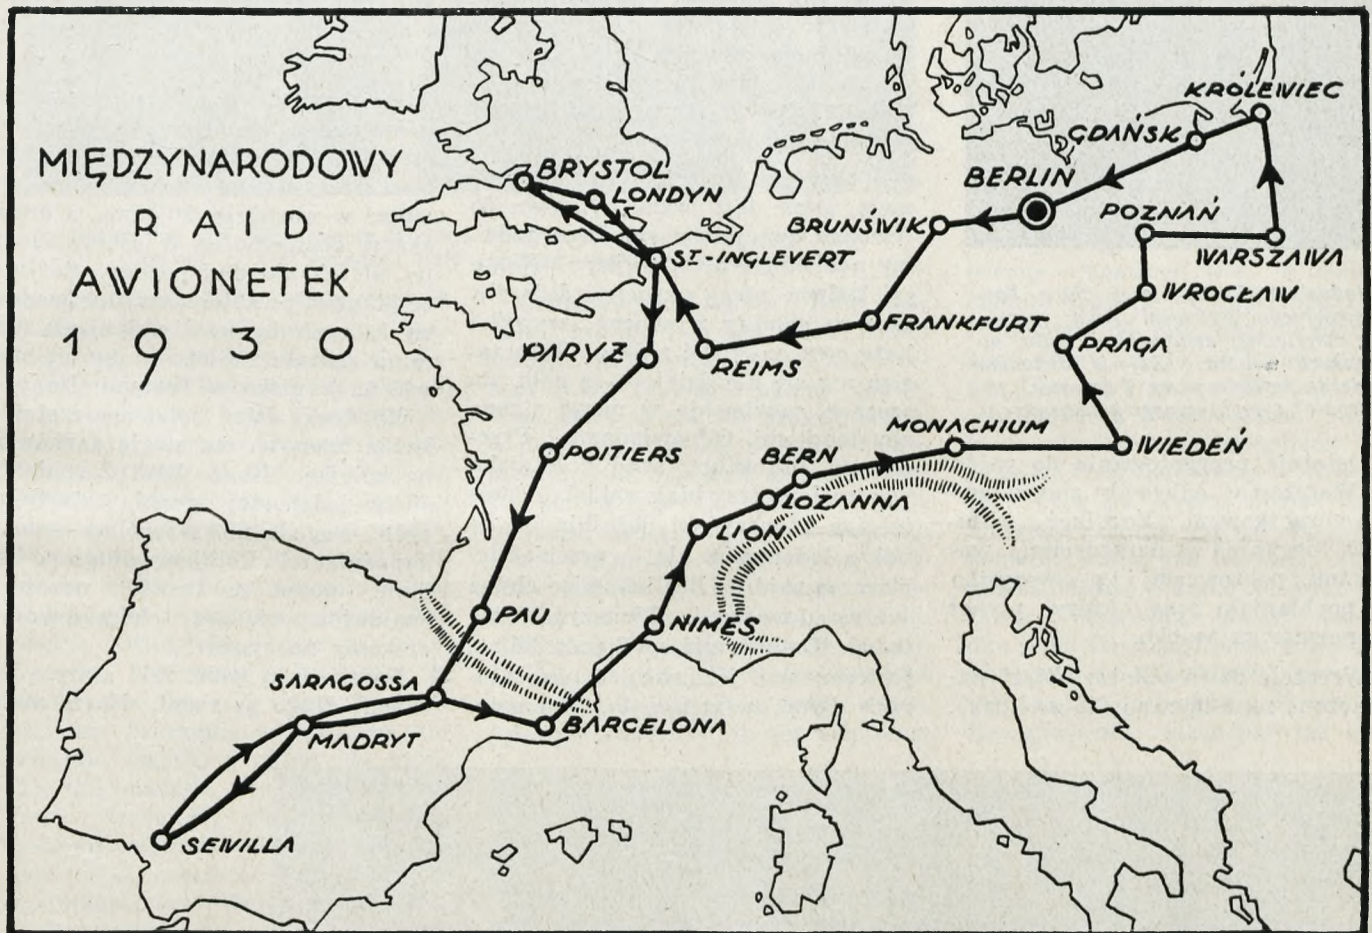 MIĘDZYNARODOWY
RAID
AWIONETEK
1930
KRÓLEWIEC
GDAŃSK
BERLIN
BRYSTOL
LONDYN
BRUNŚWIK
POZNAŃ
WARSZAWA
ST-INGLEVERT
WROCŁAW
FRANKFURT
PRAGA
PARYZ
REIMS
MONACHIUM
WIEDEŃ
POITIERS
BERN
LOZANNA
LION
PAU
NIMES
SARAGOSSA
BARCELONA
MADRYT
SEWILLA